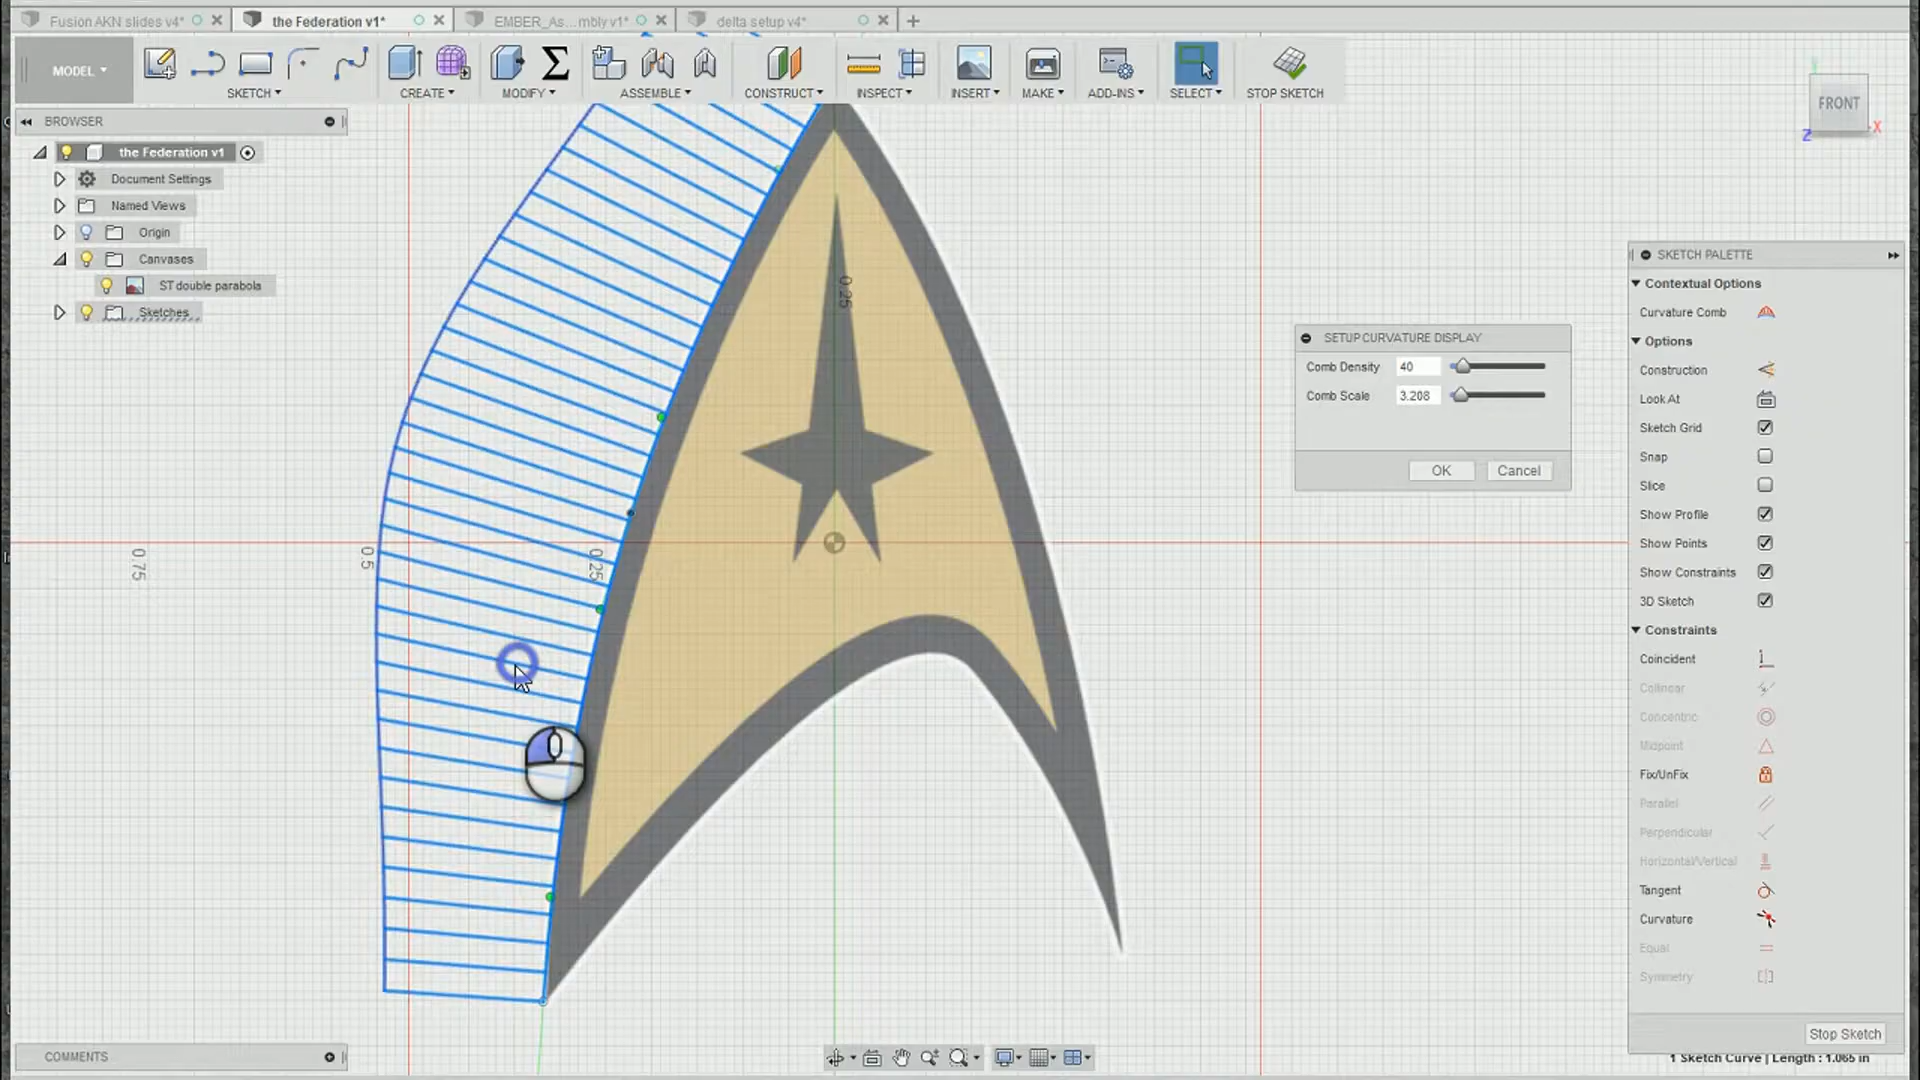 Fusion AKN slides v4*
the Federation v1*
EMBER_As...mbly v1*
delta setup v4*
MODEL
SKETCH
CREATE
MODIFY
ASSEMBLE
CONSTRUCT
INSPECT
INSERT
MAKE
ADD-INS
SELECT
STOP SKETCH
FRONT
X
Y
Z
BROWSER
the Federation v1
Document Settings
Named Views
Origin
Canvases
ST double parabola
Sketches
0.25
0.75
0.5
0.25
SETUP CURVATURE DISPLAY
Comb Density 40
Comb Scale 3.208
OK Cancel
SKETCH PALETTE
Contextual Options
Curvature Comb
Options
Construction
Look At
Sketch Grid
Snap
Slice
Show Profile
Show Points
Show Constraints
3D Sketch
Constraints
Coincident
Collinear
Concentric
Midpoint
Fix/UnFix
Parallel
Perpendicular
Horizontal/Vertical
Tangent
Curvature
Equal
Symmetry
Stop Sketch
COMMENTS
1 Sketch Curve | Length : 1.065 in